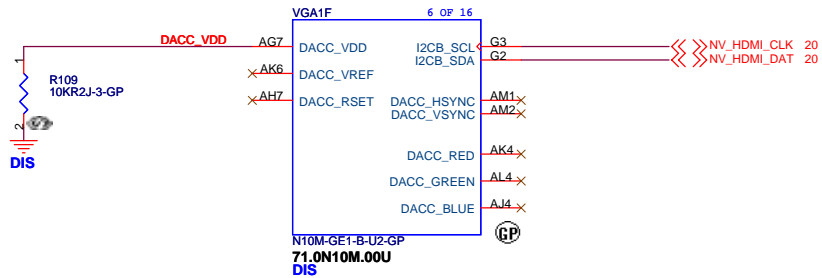 VGA1F
6 OF 16
DACC_VDD
AG7
DACC_VDD
I2CB_SCL
G3
NV_HDMI_CLK 20
I2CB_SDA
G2
NV_HDMI_DAT 20
1
R109
10KR2J-3-GP
2
DIS
AK6
DACC_VREF
AH7
DACC_RSET
DACC_HSYNC
AM1
DACC_VSYNC
AM2
DACC_RED
AK4
DACC_GREEN
AL4
DACC_BLUE
AJ4
GP
N10M-GE1-B-U2-GP
71.0N10M.00U
DIS